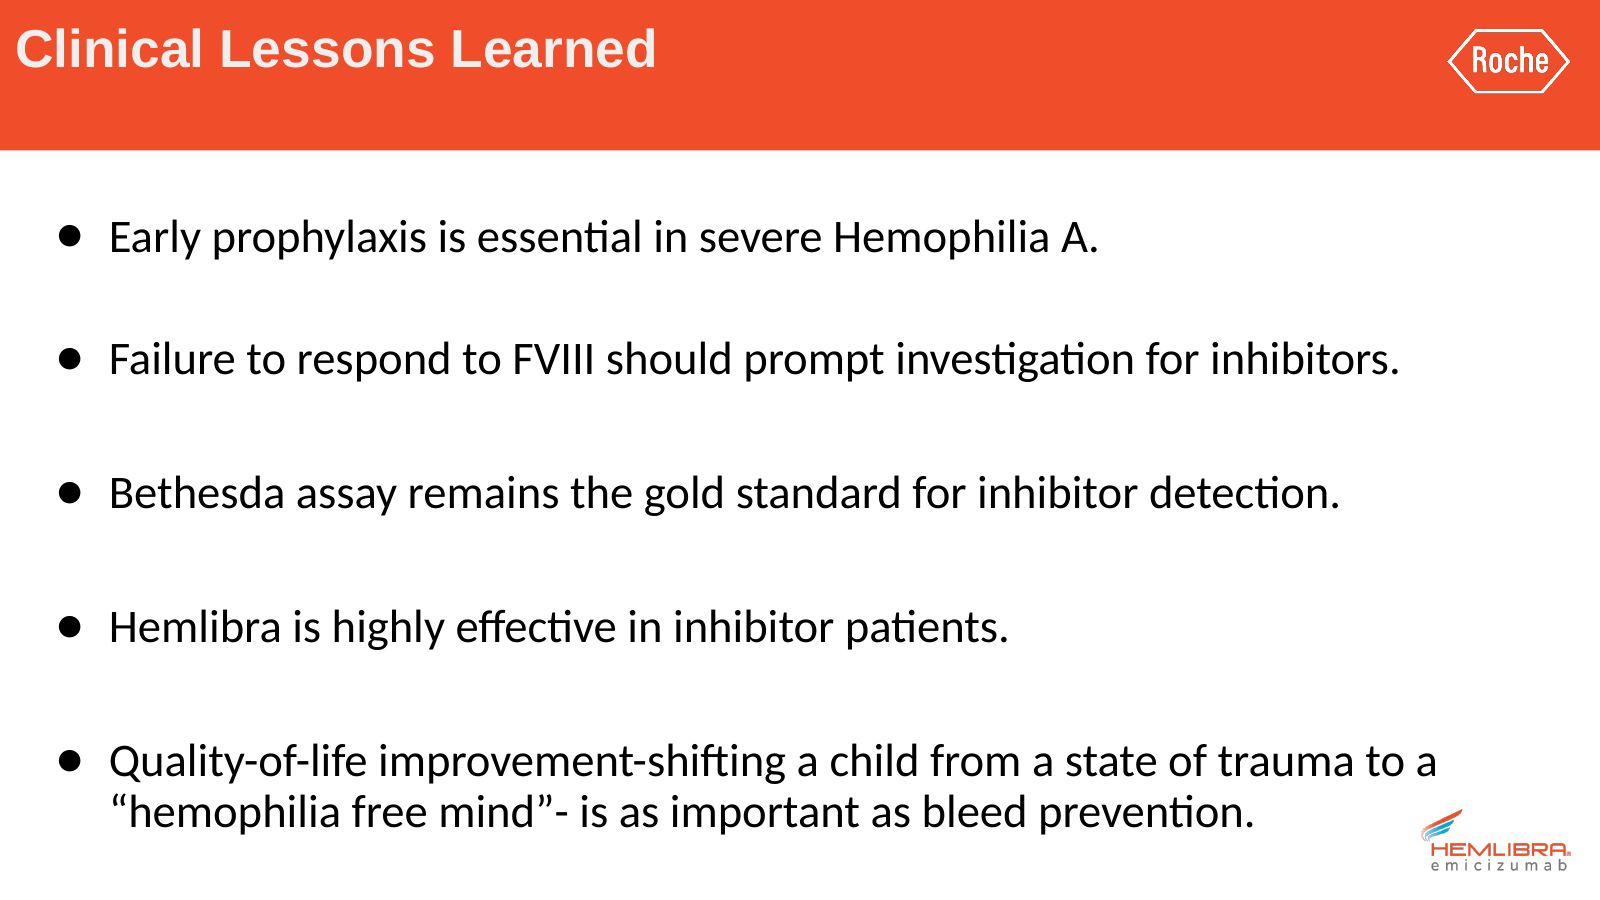 Clinical Lessons Learned
Roche
● Early prophylaxis is essential in severe Hemophilia A.
● Failure to respond to FVIII should prompt investigation for inhibitors.
● Bethesda assay remains the gold standard for inhibitor detection.
● Hemlibra is highly effective in inhibitor patients.
● Quality-of-life improvement-shifting a child from a state of trauma to a
“hemophilia free mind”- is as important as bleed prevention.
HEMLIBRA®
emicizumab